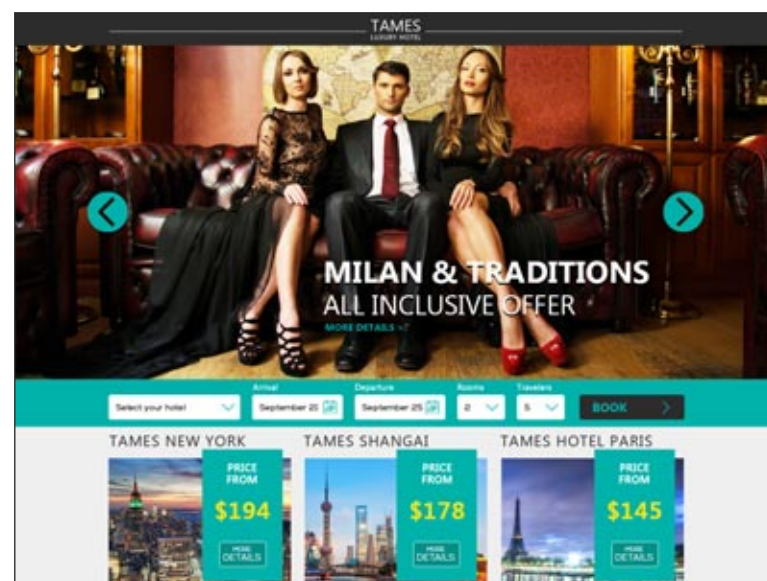 TAMES
LUXURY HOTEL
MILAN & TRADITIONS
ALL INCLUSIVE OFFER
MORE DETAILS >
Arrival Departure Rooms Travelers
Select your hotel September 25 2 5 BOOK
TAMES NEW YORK TAMES SHANGAI TAMES HOTEL PARIS
PRICE PRICE PRICE
FROM FROM FROM
$194 $178 $145
MORE MORE MORE
DETAILS DETAILS DETAILS